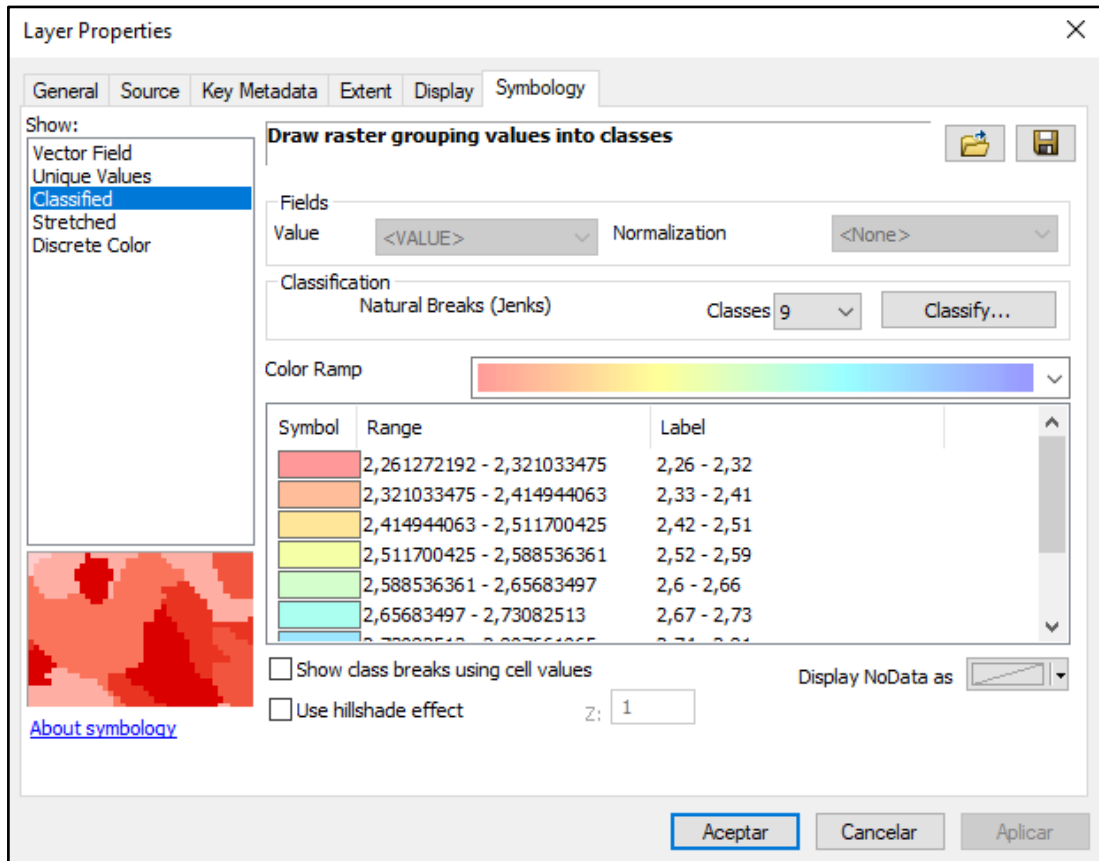 Layer Properties
General Source Key Metadata Extent Display Symbology
Show:
Vector Field
Unique Values
Classified
Stretched
Discrete Color
About symbology
Draw raster grouping values into classes
Fields
Value <VALUE> Normalization <None>
Classification
Natural Breaks (Jenks) Classes 9 Classify...
Color Ramp
Symbol Range Label
2,261272192 - 2,321033475 2,26 - 2,32
2,321033475 - 2,414944063 2,33 - 2,41
2,414944063 - 2,511700425 2,42 - 2,51
2,511700425 - 2,588536361 2,52 - 2,59
2,588536361 - 2,65683497 2,6 - 2,66
2,65683497 - 2,73082513 2,67 - 2,73
Show class breaks using cell values Display NoData as
Use hillshade effect Z: 1
Aceptar Cancelar Aplicar